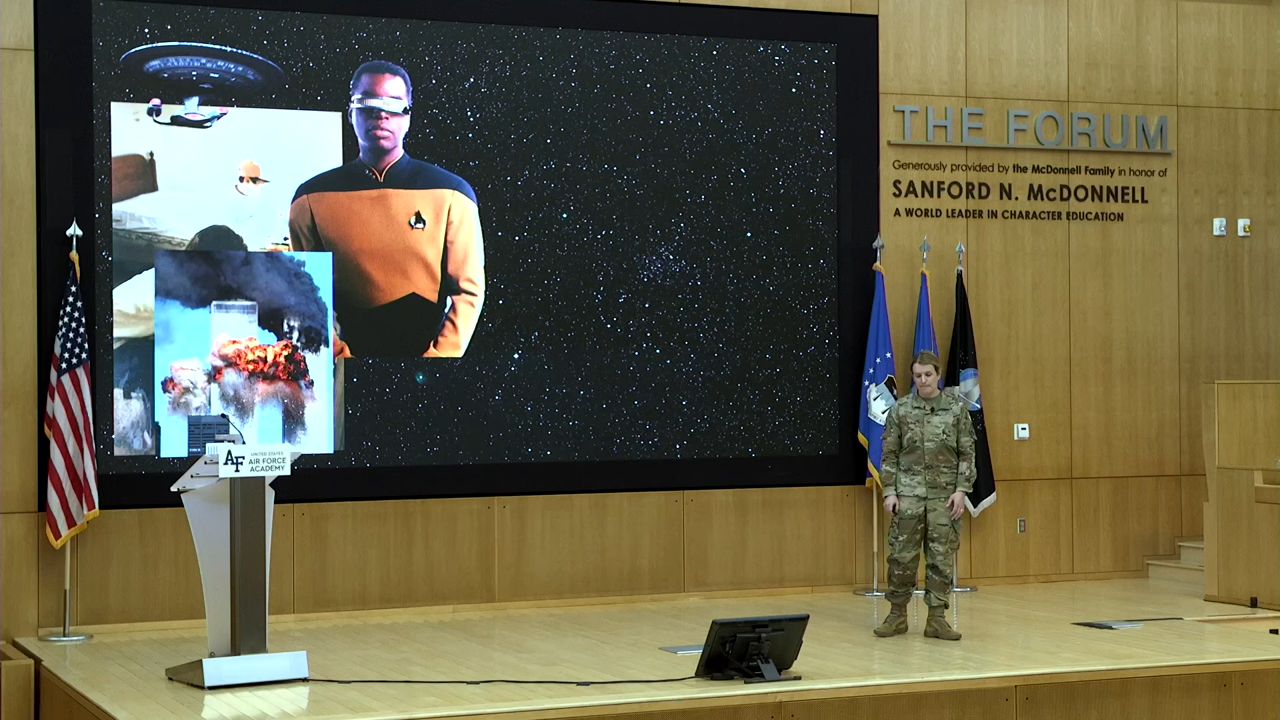 THE FORUM
Generously provided by the McDonnell Family in honor of
SANFORD N. McDONNELL
A WORLD LEADER IN CHARACTER EDUCATION
AF
UNITED STATES
AIR FORCE
ACADEMY